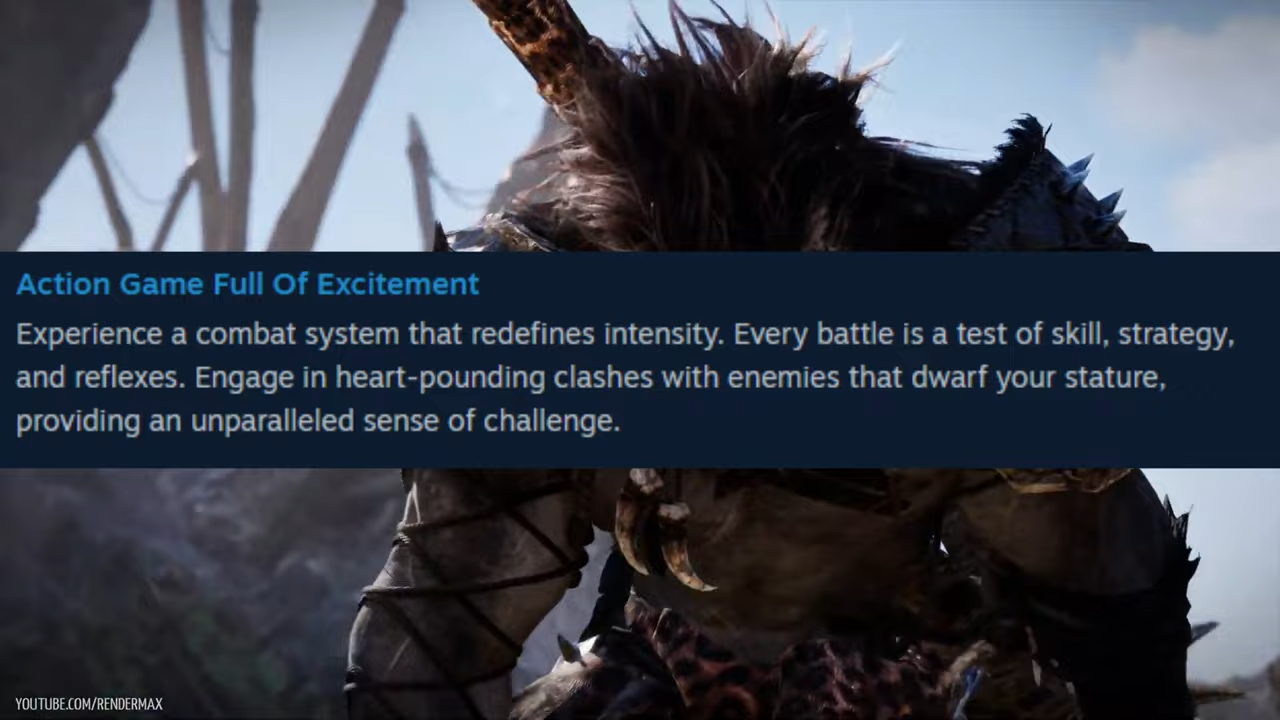 Action Game Full Of Excitement
Experience a combat system that redefines intensity. Every battle is a test of skill, strategy,
and reflexes. Engage in heart-pounding clashes with enemies that dwarf your stature,
providing an unparalleled sense of challenge.
YOUTUBE.COM/RENDERMAX